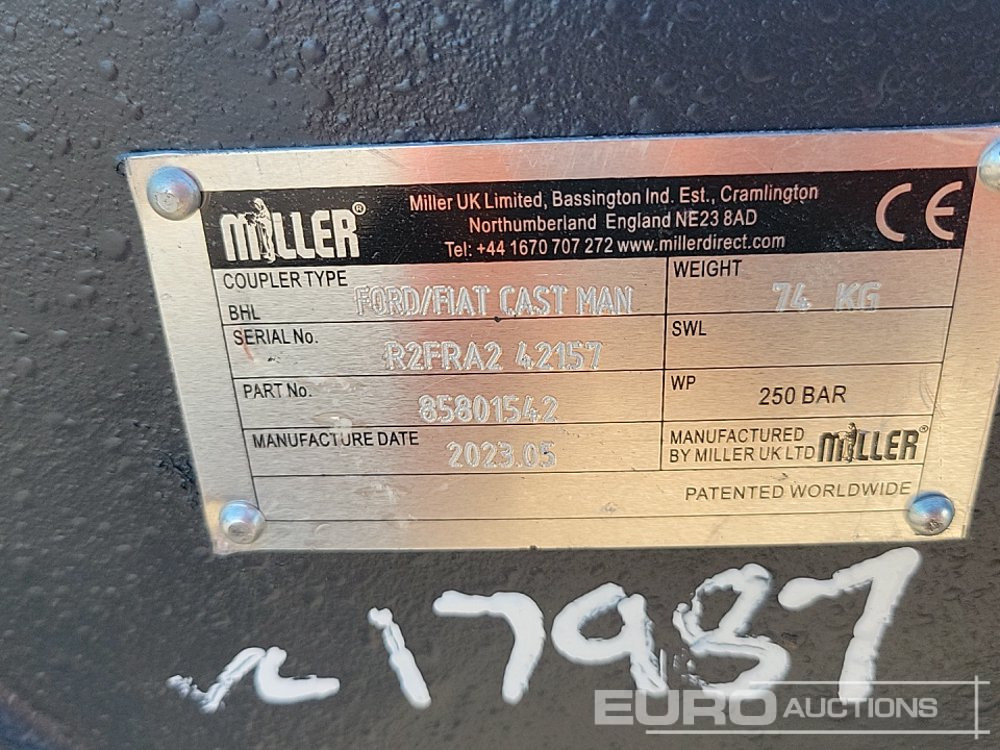 MILLER®
Miller UK Limited, Bassington Ind. Est., Cramlington
Northumberland England NE23 8AD
Tel: +44 1670 707 272 www.millerdirect.com
CE
COUPLER TYPE
BHL FORD/FIAT CAST MAN
WEIGHT 74 KG
SERIAL No. R2FRA2 42157
SWL
PART No. 85801542
WP 250 BAR
MANUFACTURE DATE 2023.05
MANUFACTURED
BY MILLER UK LTD MILLER®
PATENTED WORLDWIDE
17987
EURO AUCTIONS